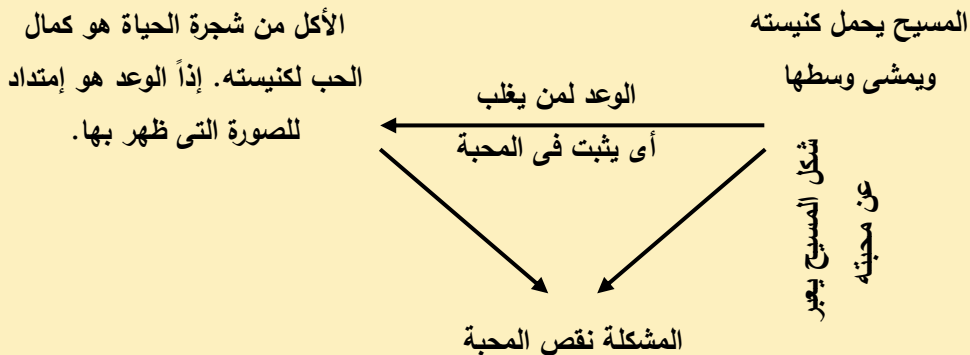 المسيح يحمل كنيسته
ويمشى وسطها
الأكل من شجرة الحياة هو كمال
الحب لكنيسته. إذاً الوعد هو إمتداد
للصورة التى ظهر بها.
الوعد لمن يغلب
أى يثبت فى المحبة
شكل المسيح يعبر
عن محبته
المشكلة نقص المحبة